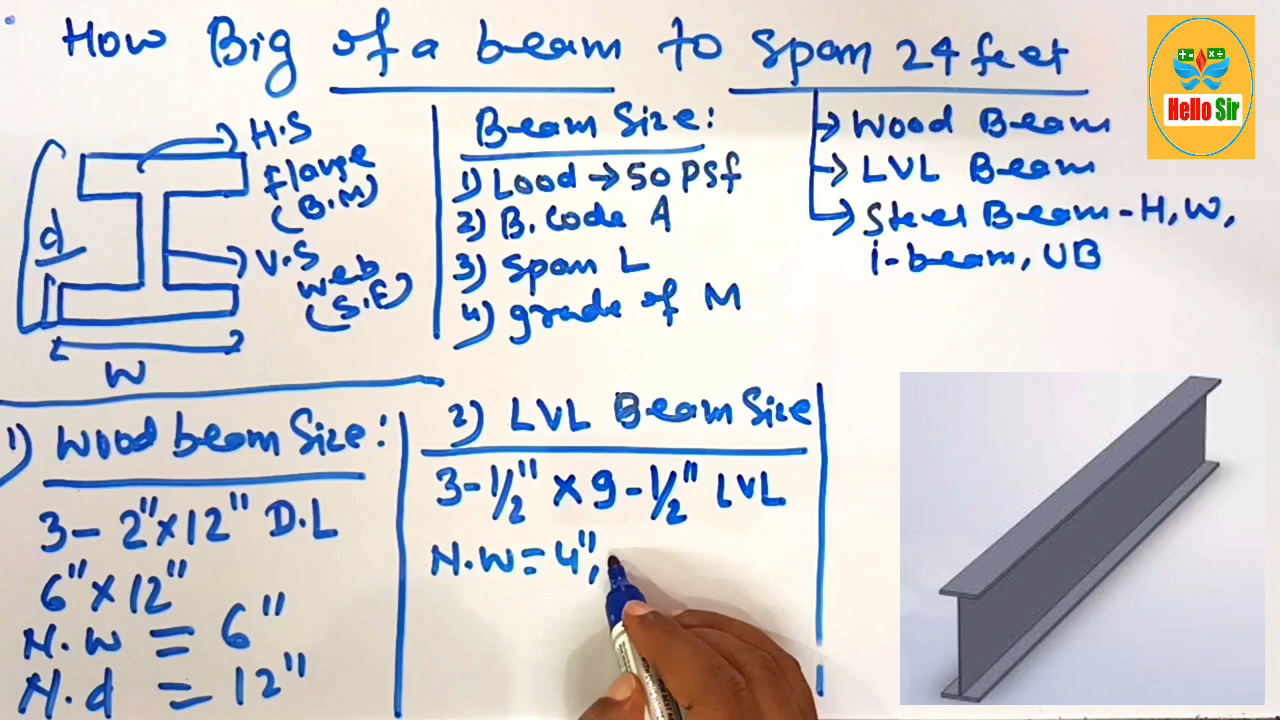 How Big of a beam to span 24 feet
Hello Sir
H.S
flange
(B.M)
d
V.S
web
(S.F)
W
Beam Size:
1) Load → 50 psf
2) B. code A
3) Span L
4) grade of M
→ Wood Beam
→ LVL Beam
→ Steel Beam - H, W,
i-beam, UB
1) Wood beam Size:
3- 2"x12" D.L
6"x12"
N.W = 6"
N.d = 12"
2) LVL Beam Size
3-1/2" x 9-1/2" LVL
N.W = 4",